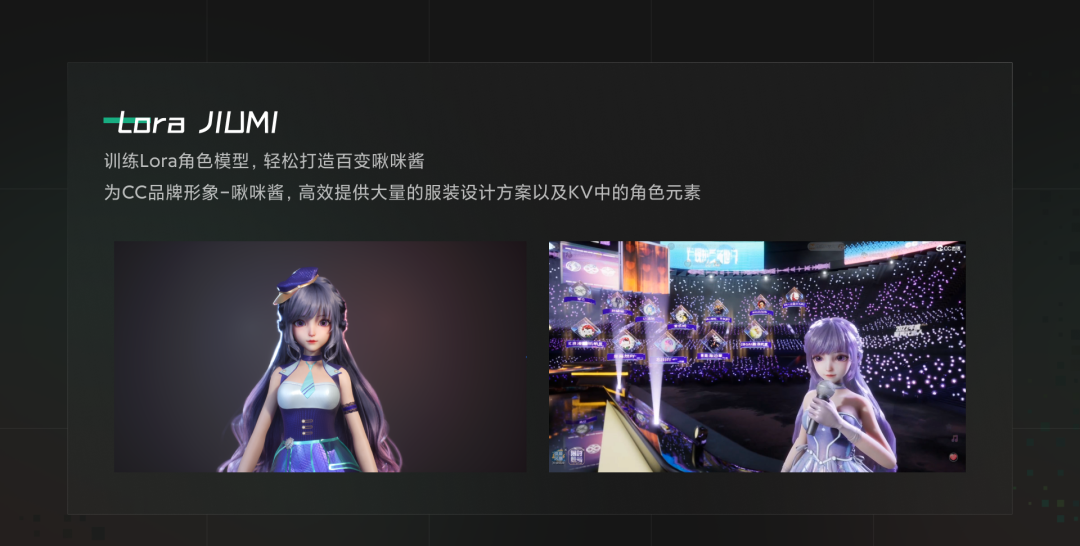 Lora JIUMI
训练Lora角色模型，轻松打造百变啾咪酱
为CC品牌形象-啾咪酱，高效提供大量的服装设计方案以及KV中的角色元素